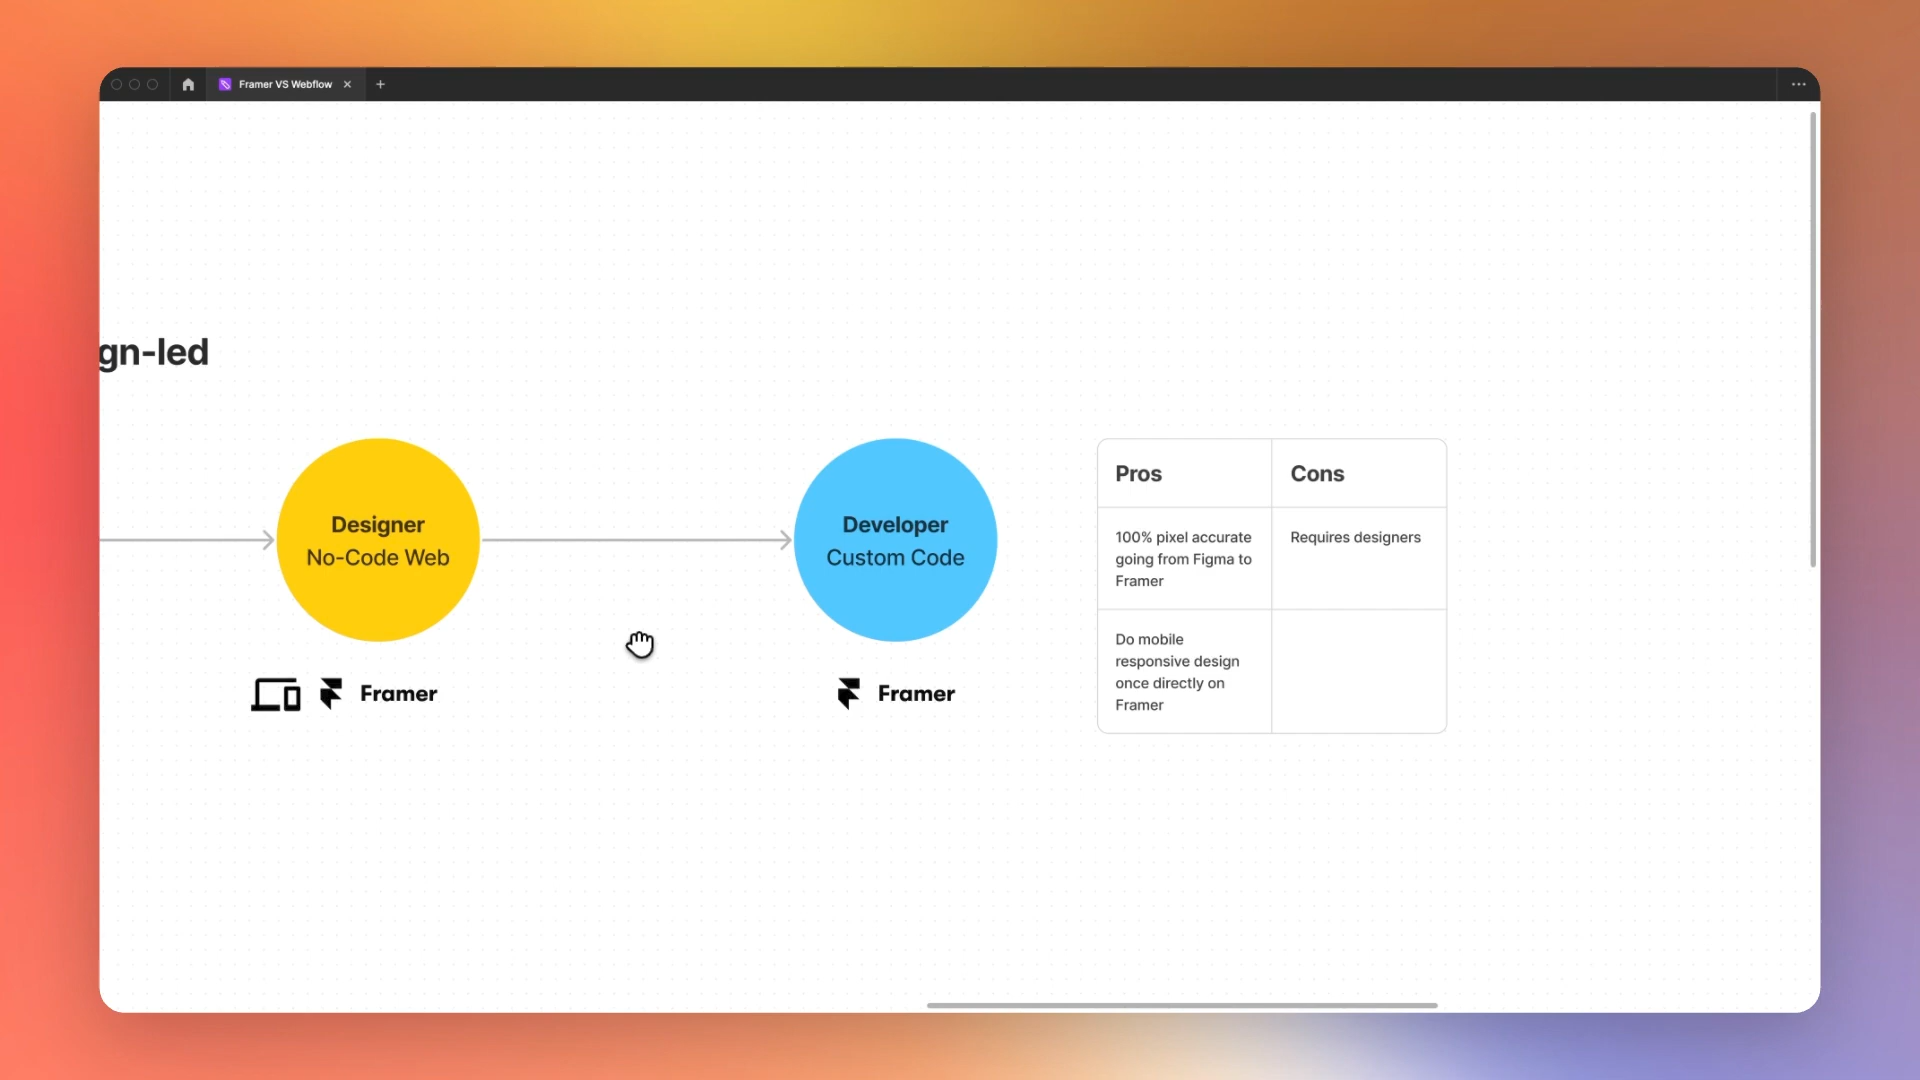 Framer VS Webflow
gn-led
Designer
No-Code Web
Framer
Developer
Custom Code
Framer
Pros
Cons
100% pixel accurate
going from Figma to
Framer
Requires designers
Do mobile
responsive design
once directly on
Framer